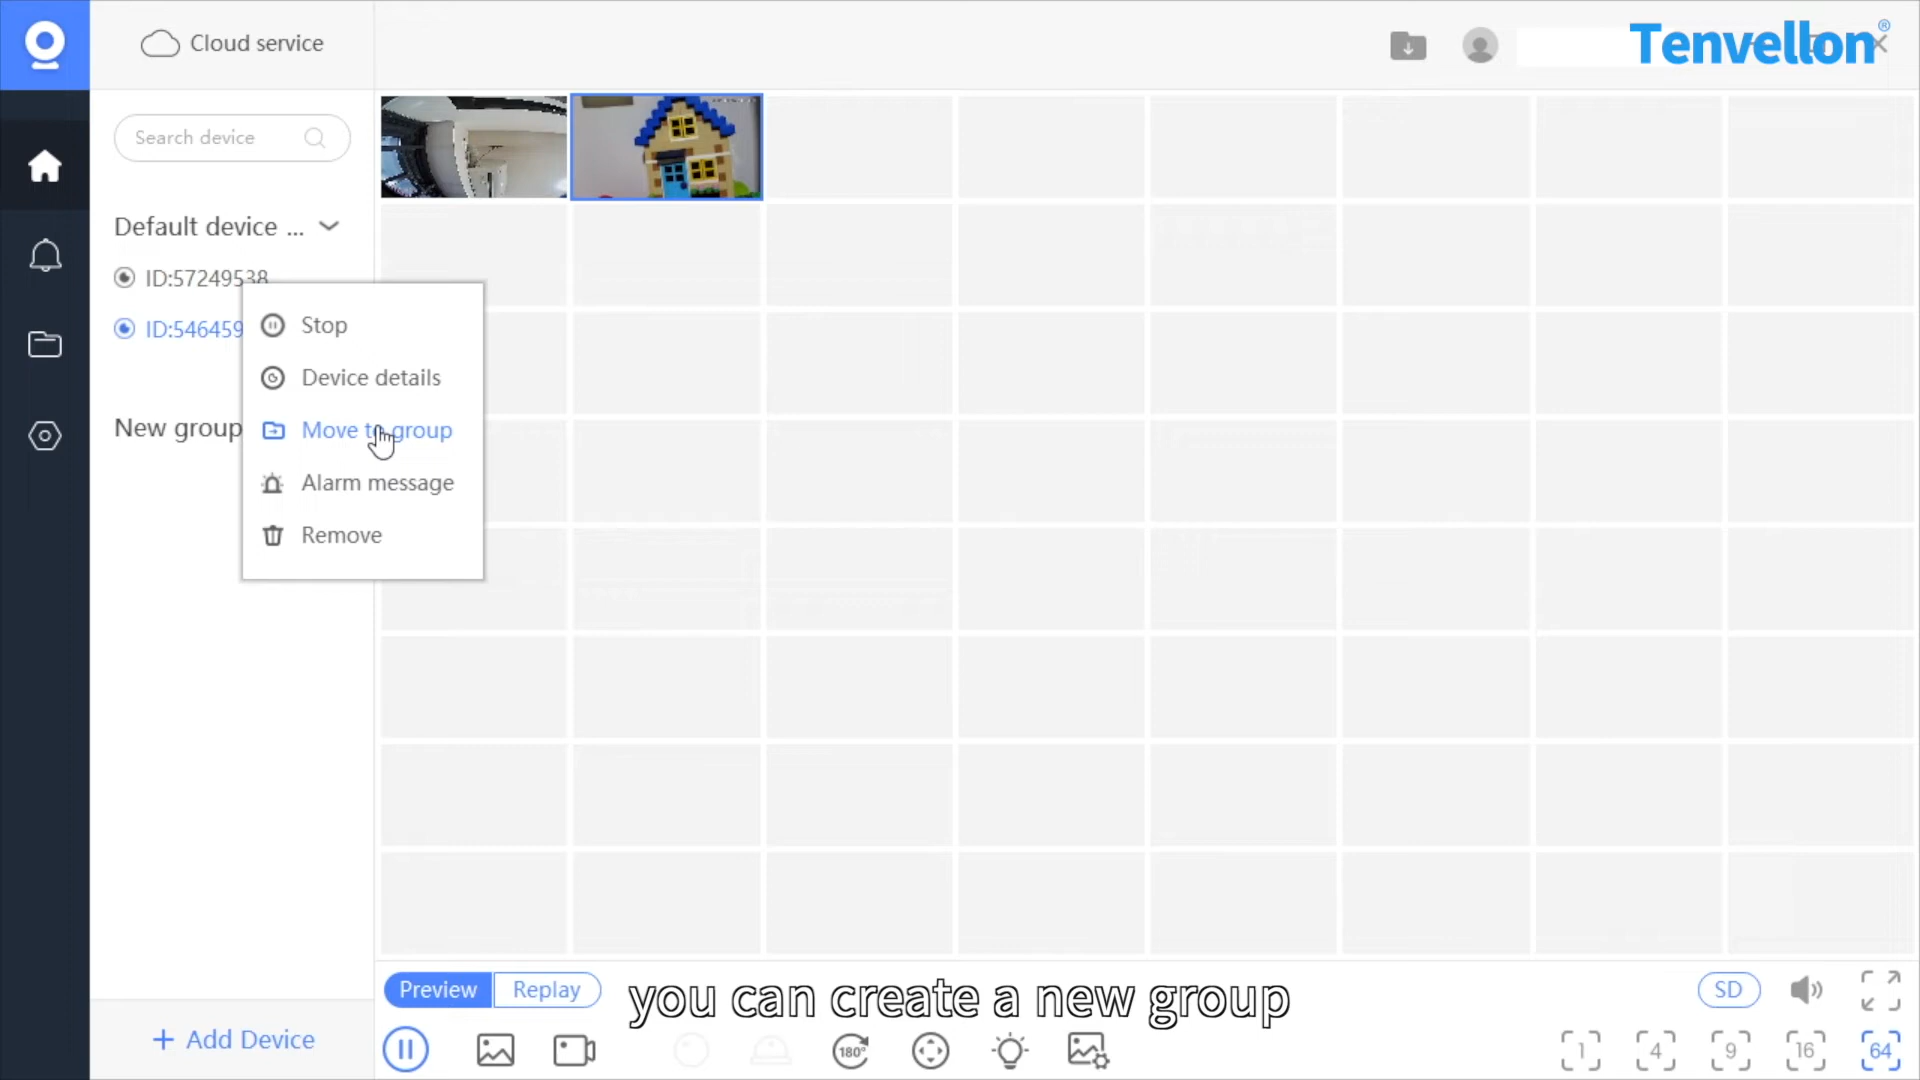 Cloud service
Tenvellon®
Search device
Default device ...
ID:57249538
ID:546459
Stop
Device details
New group
Move to group
Alarm message
Remove
Preview
Replay
you can create a new group
SD
+ Add Device
180°
1
4
9
16
64